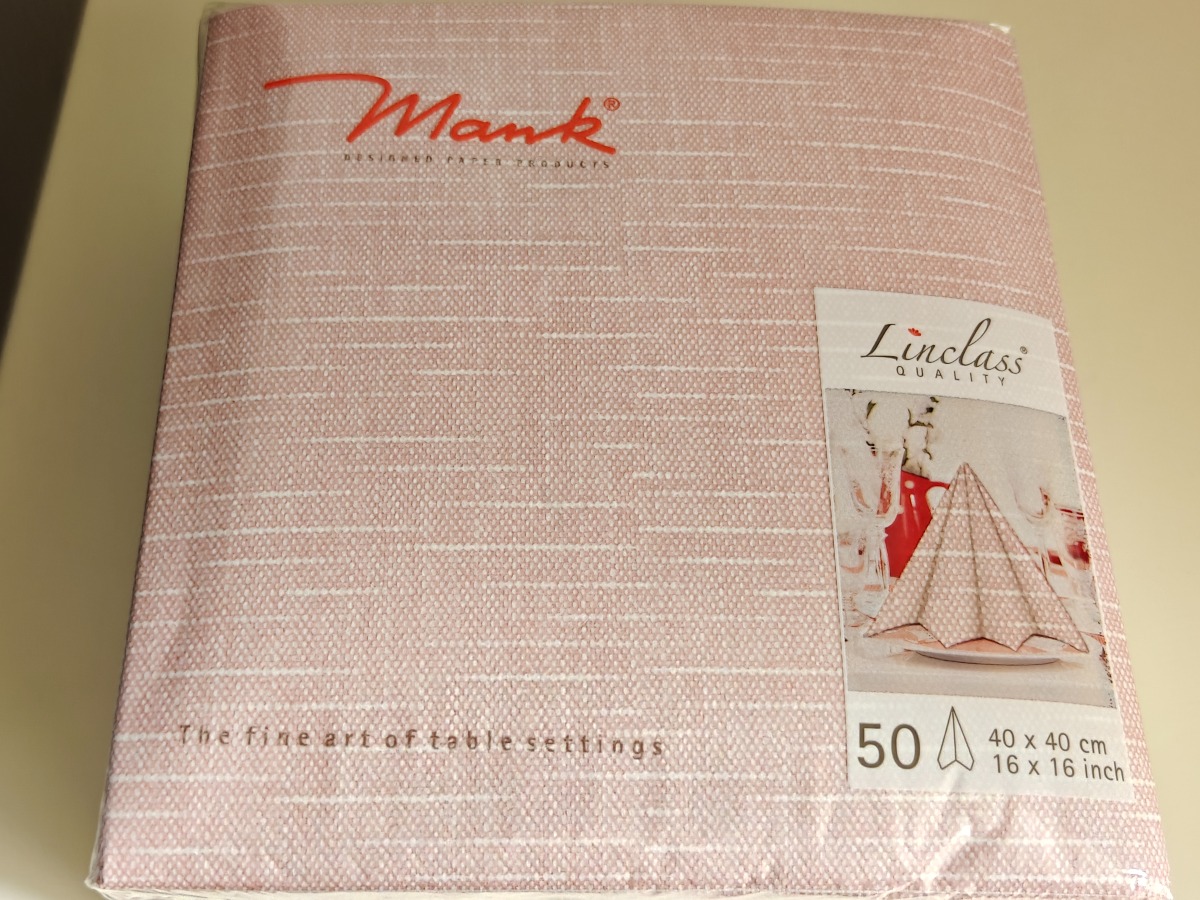 Mank®
DESIGNED PAPER PRODUCTS
Linclass®
QUALITY
The fine art of table settings
50
40 x 40 cm
16 x 16 inch